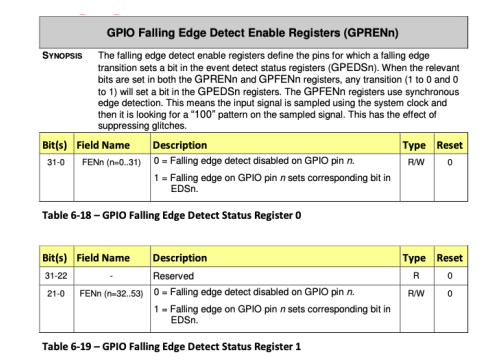 GPIO Falling Edge Detect Enable Registers (GPRENn)
SYNOPSIS The falling edge detect enable registers define the pins for which a falling edge
transition sets a bit in the event detect status registers (GPEDSn). When the relevant
bits are set in both the GPRENn and GPFENn registers, any transition (1 to 0 and 0
to 1) will set a bit in the GPEDSn registers. The GPFENn registers use synchronous
edge detection. This means the input signal is sampled using the system clock and
then it is looking for a “100” pattern on the sampled signal. This has the effect of
suppressing glitches.
Bit(s) Field Name Description Type Reset
31-0 FENn (n=0..31) 0 = Falling edge detect disabled on GPIO pin n. R/W 0
1 = Falling edge on GPIO pin n sets corresponding bit in
EDSn.
Table 6-18 – GPIO Falling Edge Detect Status Register 0
Bit(s) Field Name Description Type Reset
31-22 - Reserved R 0
21-0 FENn (n=32..53) 0 = Falling edge detect disabled on GPIO pin n. R/W 0
1 = Falling edge on GPIO pin n sets corresponding bit in
EDSn.
Table 6-19 – GPIO Falling Edge Detect Status Register 1